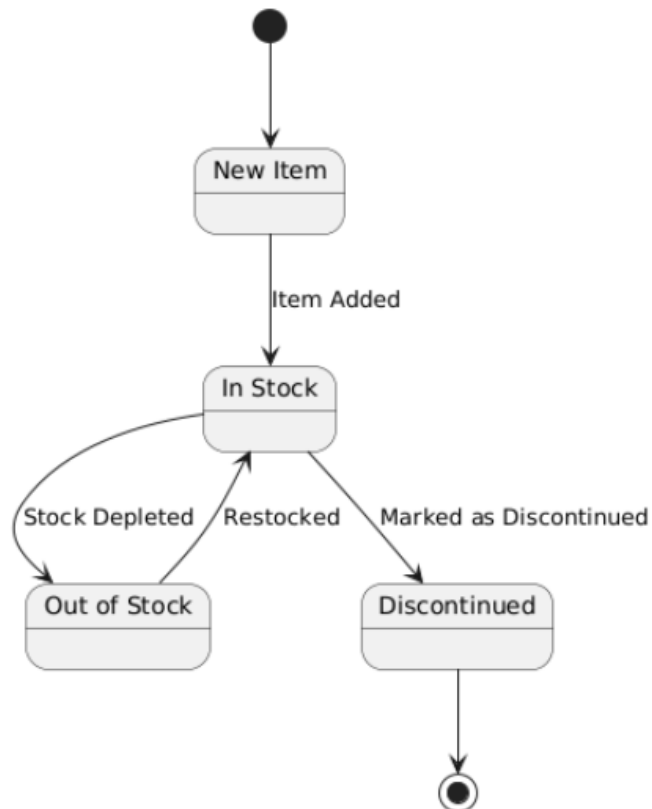 New Item
Item Added
In Stock
Stock Depleted
Restocked
Marked as Discontinued
Out of Stock
Discontinued